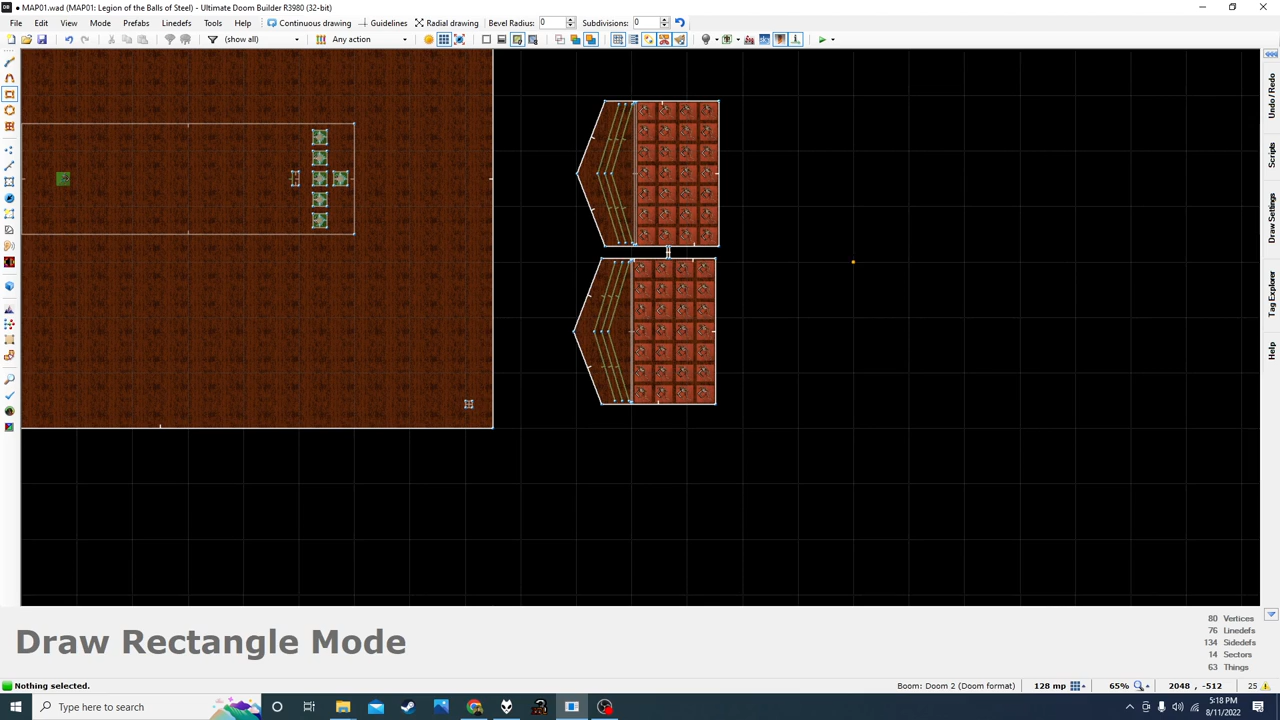 MAP01.wad (MAP01: Legion of the Balls of Steel) - Ultimate Doom Builder R3980 (32-bit)
File Edit View Mode Prefabs Linedefs Tools Help Continuous drawing Guidelines Radial drawing Bevel Radius: 0 Subdivisions: 0
(show all) Any action
Undo / Redo
Scripts
Draw Settings
Tag Explorer
Help
Draw Rectangle Mode
80 Vertices
76 Linedefs
134 Sidedefs
14 Sectors
63 Things
Nothing selected. Boom: Doom 2 (Doom format) 128 mp 65% 2048 , -512 25
Type here to search
5:18 PM
8/11/2022